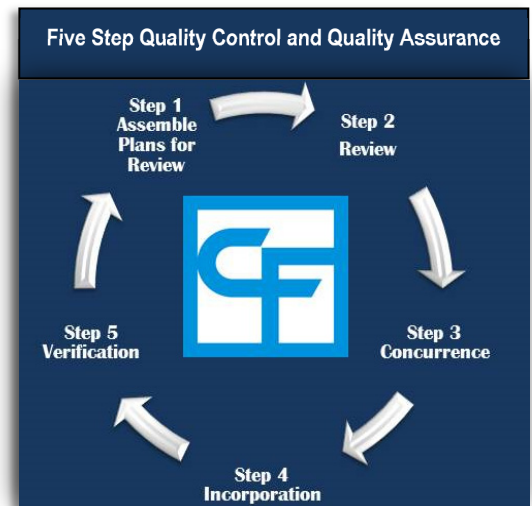 Five Step Quality Control and Quality Assurance
Step 1
Assemble
Plans for
Review
Step 2
Review
Step 3
Concurrence
Step 4
Incorporation
Step 5
Verification
CF